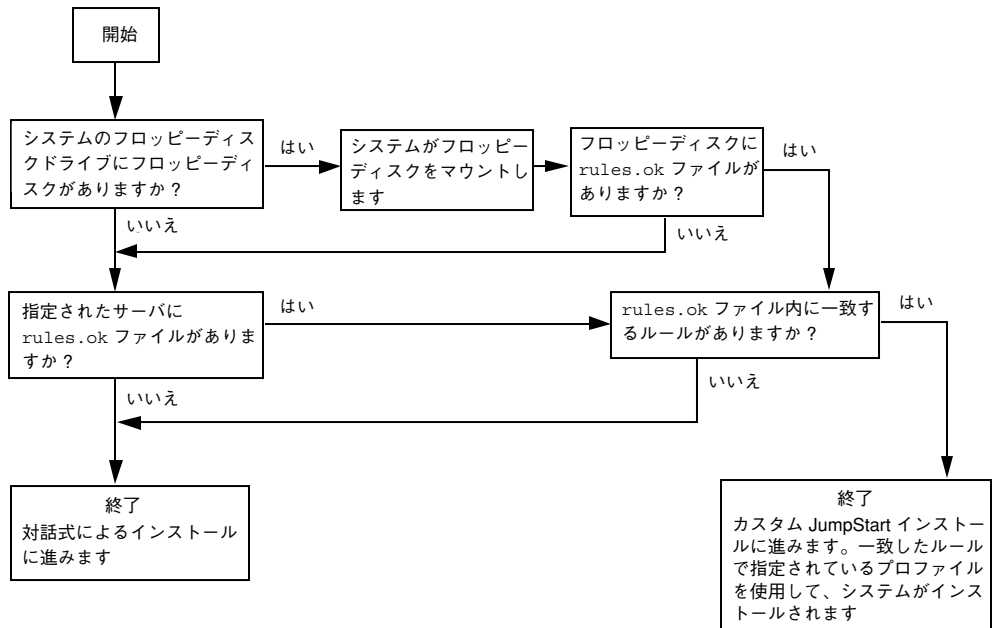 開始
システムのフロッピーディス
クドライブにフロッピーディ
スクがありますか？
はい
システムがフロッピー
ディスクをマウントし
ます
フロッピーディスクに
rules.ok ファイルが
ありますか？
はい
いいえ
いいえ
指定されたサーバに
rules.ok ファイルがありま
すか？
はい
rules.ok ファイル内に一致す
るルールがありますか？
はい
いいえ
いいえ
終了
対話式によるインストール
に進みます
終了
カスタム JumpStart インストー
ルに進みます。一致したルール
で指定されているプロファイル
を使用して、システムがインス
トールされます